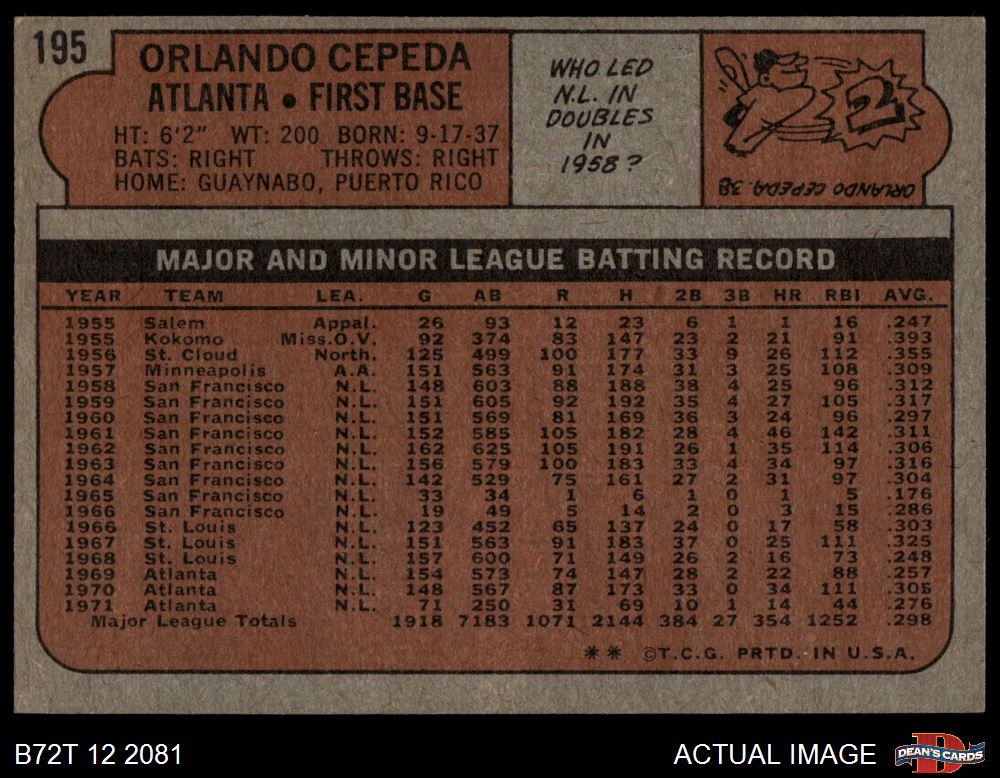 195
ORLANDO CEPEDA
ATLANTA • FIRST BASE
HT: 6'2" WT: 200 BORN: 9-17-37
BATS: RIGHT THROWS: RIGHT
HOME: GUAYNABO, PUERTO RICO
WHO LED
N.L. IN
DOUBLES
IN
1958?
2
ORLANDO CEPEDA. 38
MAJOR AND MINOR LEAGUE BATTING RECORD
YEAR TEAM LEA. G AB R H 2B 3B HR RBI AVG.
1955 Salem Appal. 26 93 12 23 6 1 1 16 .247
1955 Kokomo Miss.O.V. 92 374 83 147 23 2 21 91 .393
1956 St. Cloud North. 125 499 100 177 33 9 26 112 .355
1957 Minneapolis A.A. 151 563 91 174 31 3 25 108 .309
1958 San Francisco N.L. 148 603 88 188 38 4 25 96 .312
1959 San Francisco N.L. 151 605 92 192 35 4 27 105 .317
1960 San Francisco N.L. 151 569 81 169 36 3 24 96 .297
1961 San Francisco N.L. 152 585 105 182 28 4 46 142 .311
1962 San Francisco N.L. 162 625 105 191 26 1 35 114 .306
1963 San Francisco N.L. 156 579 100 183 33 4 34 97 .316
1964 San Francisco N.L. 142 529 75 161 27 2 31 97 .304
1965 San Francisco N.L. 33 34 1 6 1 0 1 5 .176
1966 San Francisco N.L. 19 49 5 14 2 0 3 15 .286
1966 St. Louis N.L. 123 452 65 137 24 0 17 58 .303
1967 St. Louis N.L. 151 563 91 183 37 0 25 111 .325
1968 St. Louis N.L. 157 600 71 149 26 2 16 73 .248
1969 Atlanta N.L. 154 573 74 147 28 2 22 88 .257
1970 Atlanta N.L. 148 567 87 173 33 0 34 111 .305
1971 Atlanta N.L. 71 250 31 69 10 1 14 44 .276
Major League Totals 1918 7183 1071 2144 384 27 354 1252 .298
** ©T.C.G. PRTD. IN U.S.A.
B72T 12 2081
ACTUAL IMAGE
D
DEAN'S CARDS